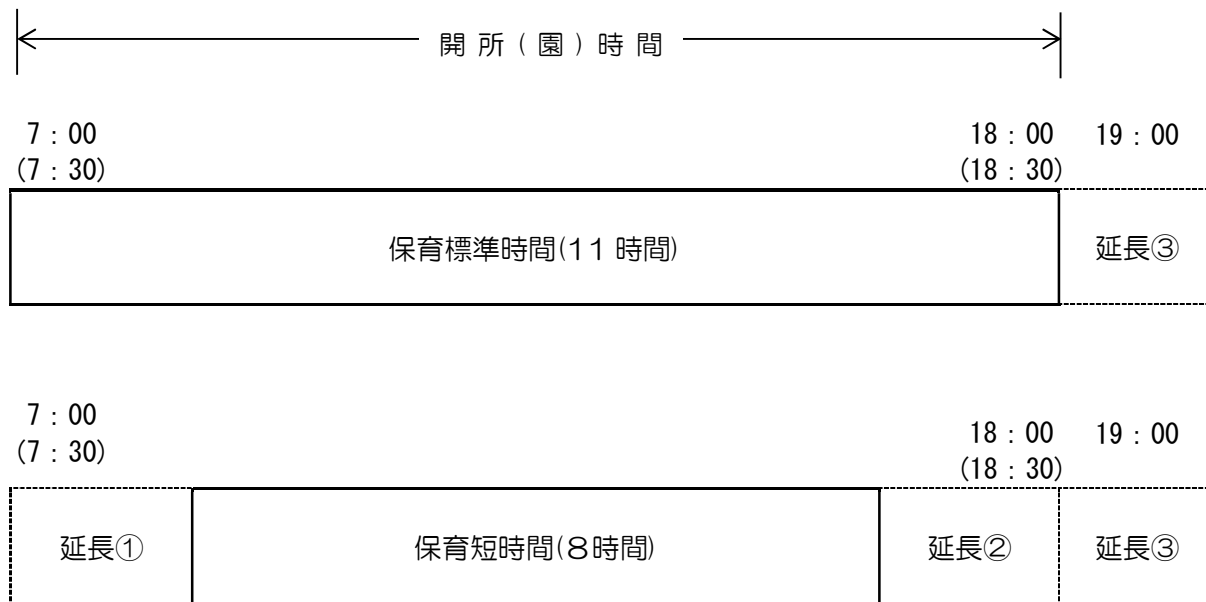 開所(園)時間
7:00 18:00 19:00
(7:30) (18:30)
保育標準時間(11時間) 延長③
7:00 18:00 19:00
(7:30) (18:30)
延長① 保育短時間(8時間) 延長② 延長③